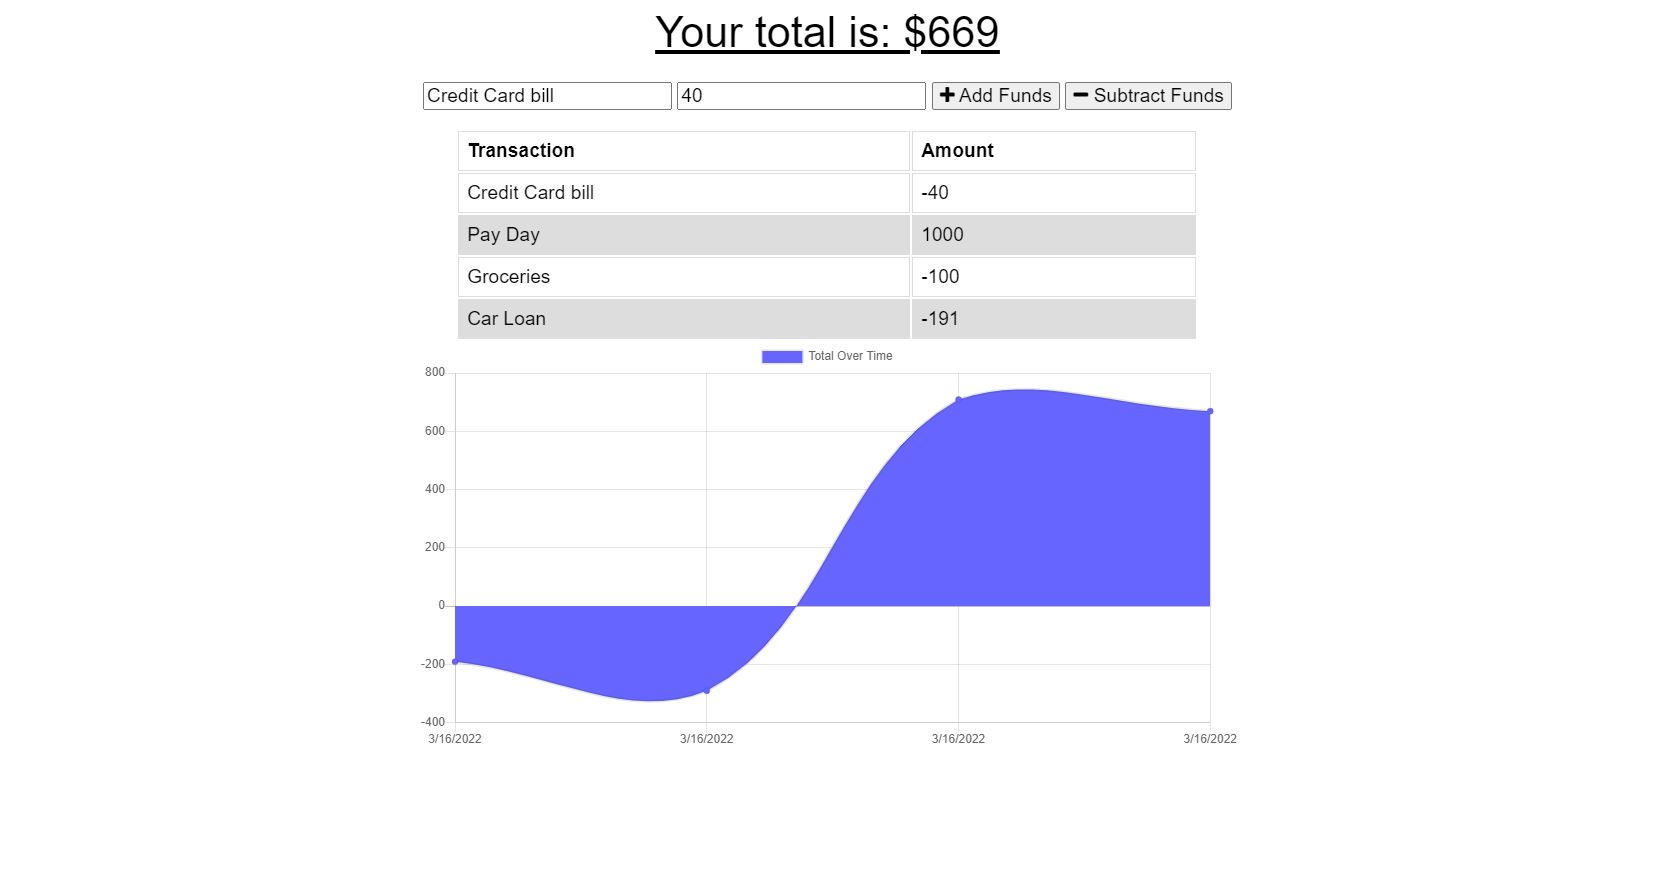 Your total is: $669
Credit Card bill 40 Add Funds Subtract Funds
Transaction Amount
Credit Card bill -40
Pay Day 1000
Groceries -100
Car Loan -191
Total Over Time
800
600
400
200
0
-200
-400
3/16/2022 3/16/2022 3/16/2022 3/16/2022